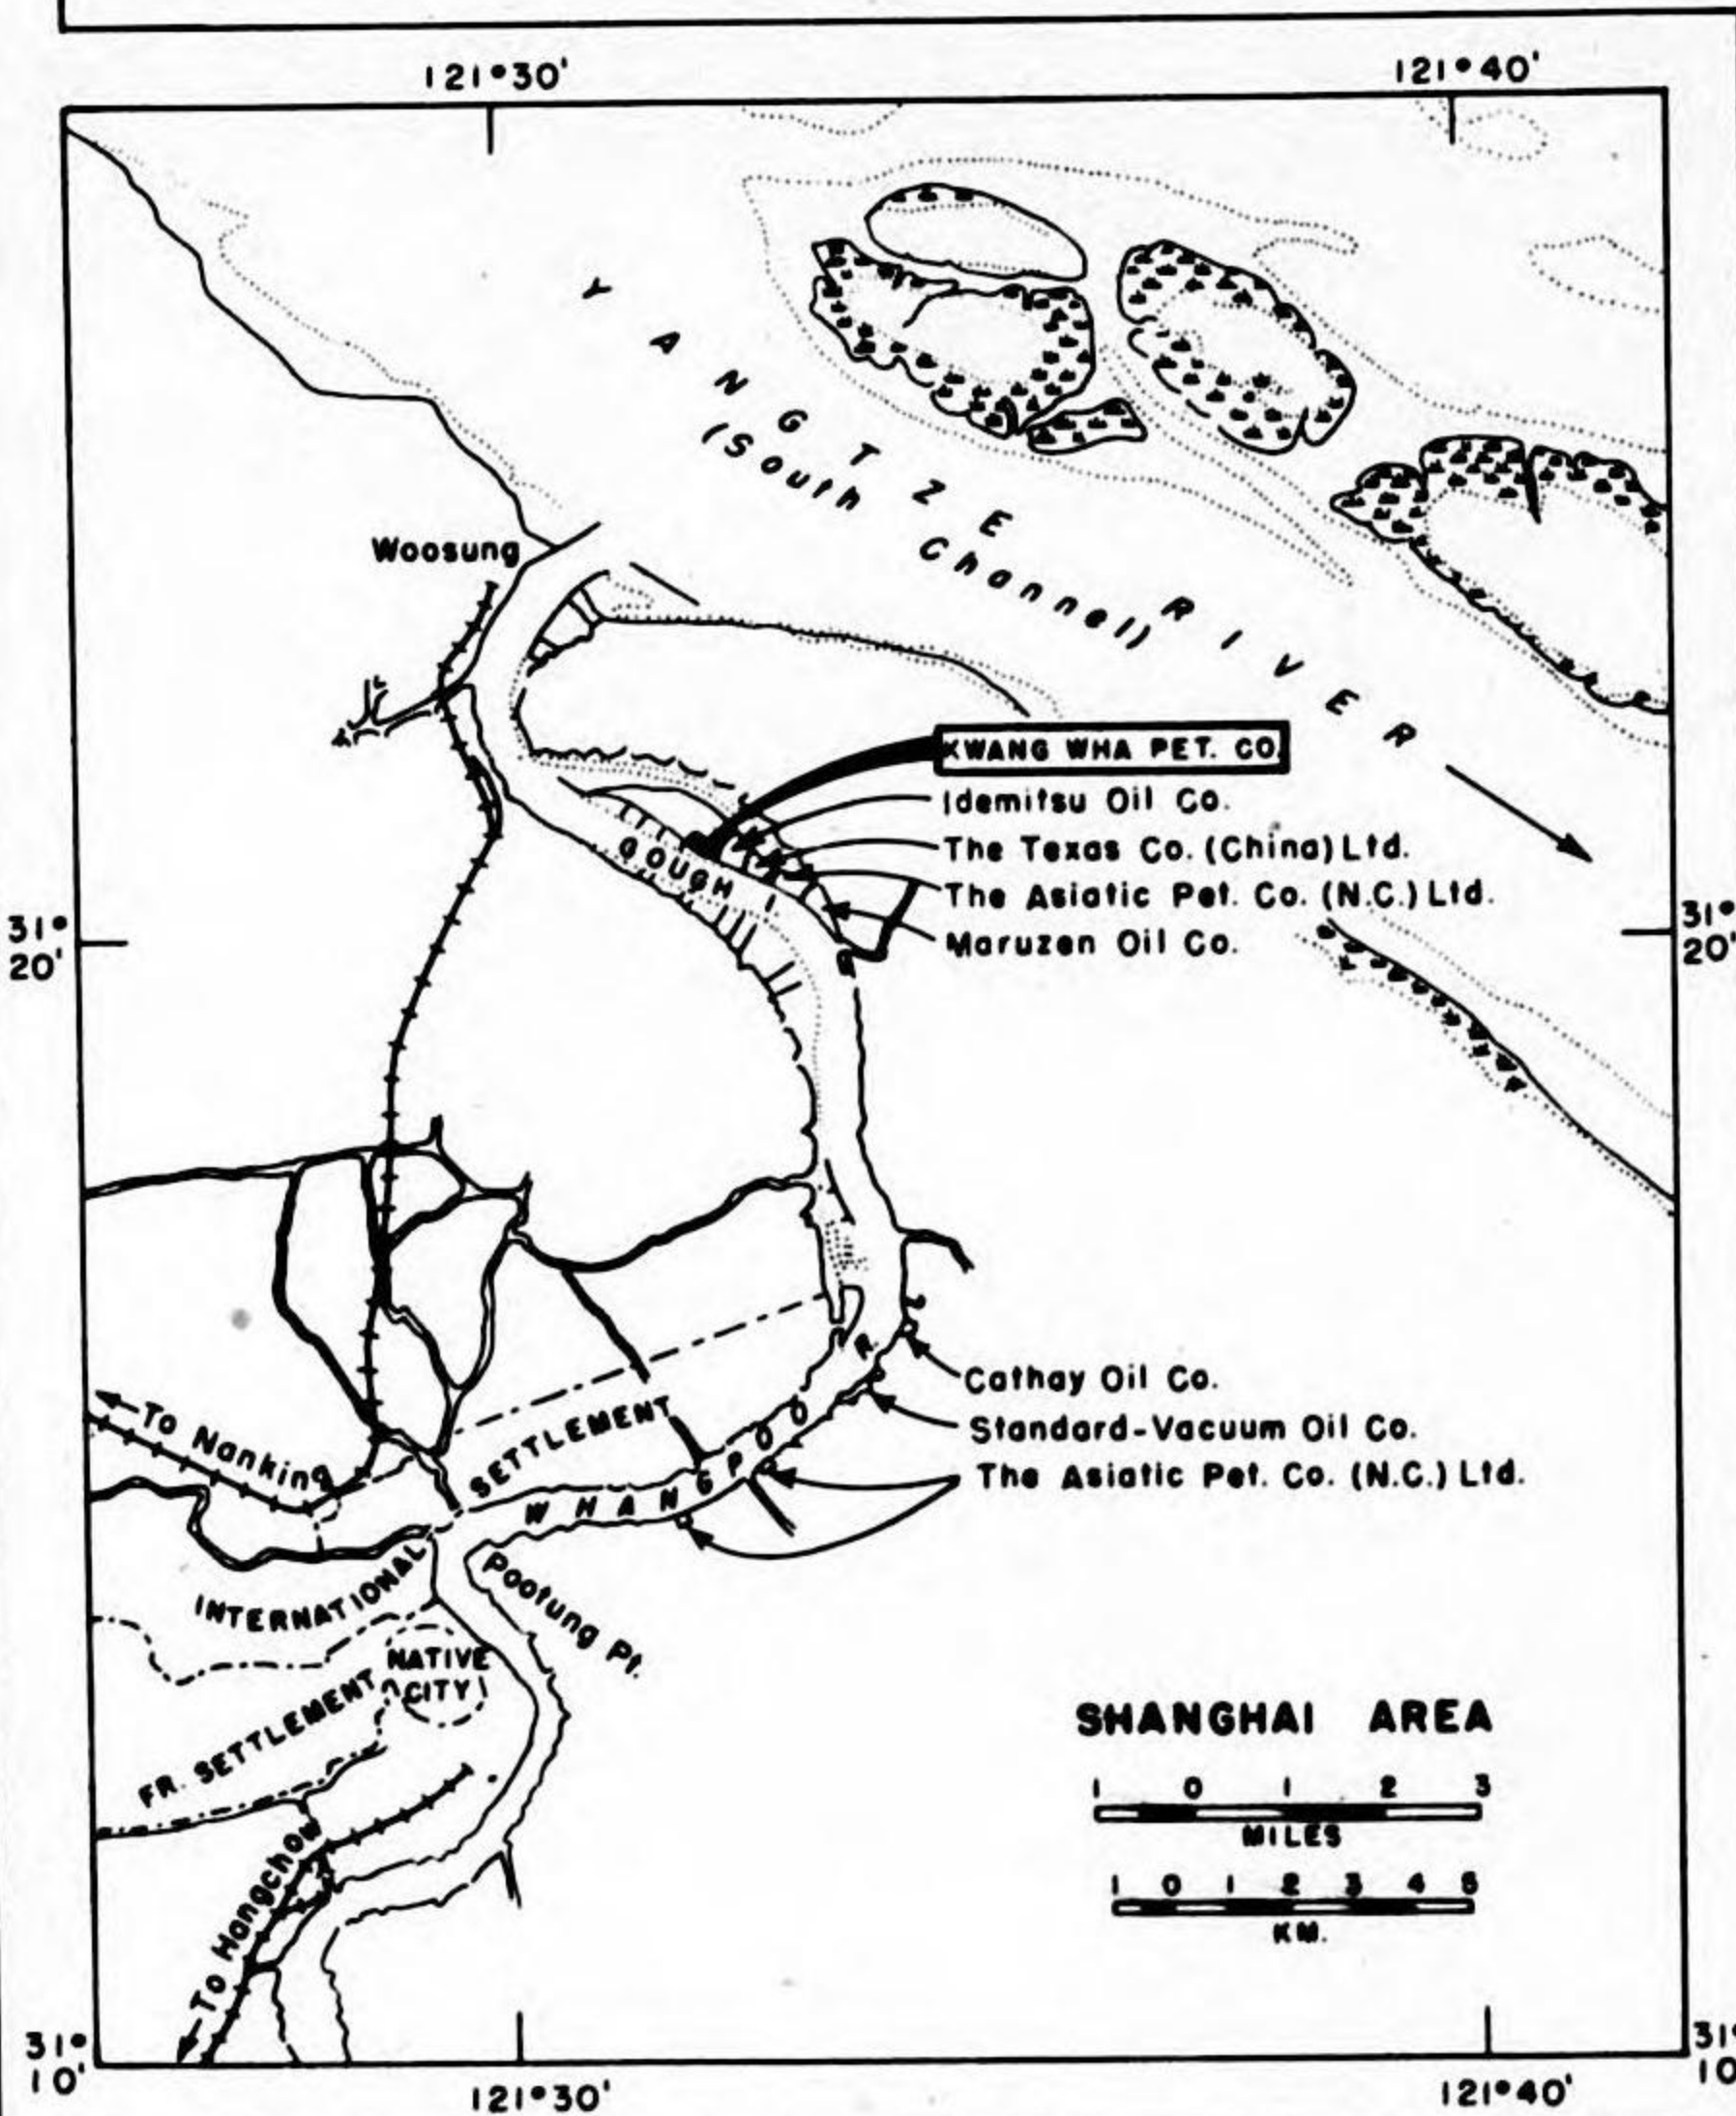 121°30'
121°40'
YANGTZE RIVER
(South Channel)
Woosung
KWANG WHA PET. CO.
Idemitsu Oil Co.
The Texas Co. (China) Ltd.
GOUGH I.
The Asiatic Pet. Co. (N.C.) Ltd.
Maruzen Oil Co.
31°
20'
31°
20'
Cathay Oil Co.
Standard-Vacuum Oil Co.
The Asiatic Pet. Co. (N.C.) Ltd.
To Nanking
INTERNATIONAL SETTLEMENT
WHANGPOO R.
Pootung Pt.
NATIVE
CITY
FR. SETTLEMENT
To Hangchow
SHANGHAI AREA
1 0 1 2 3
MILES
1 0 1 2 3 4 5
KM.
31°
10'
31°
10
121°30'
121°40'